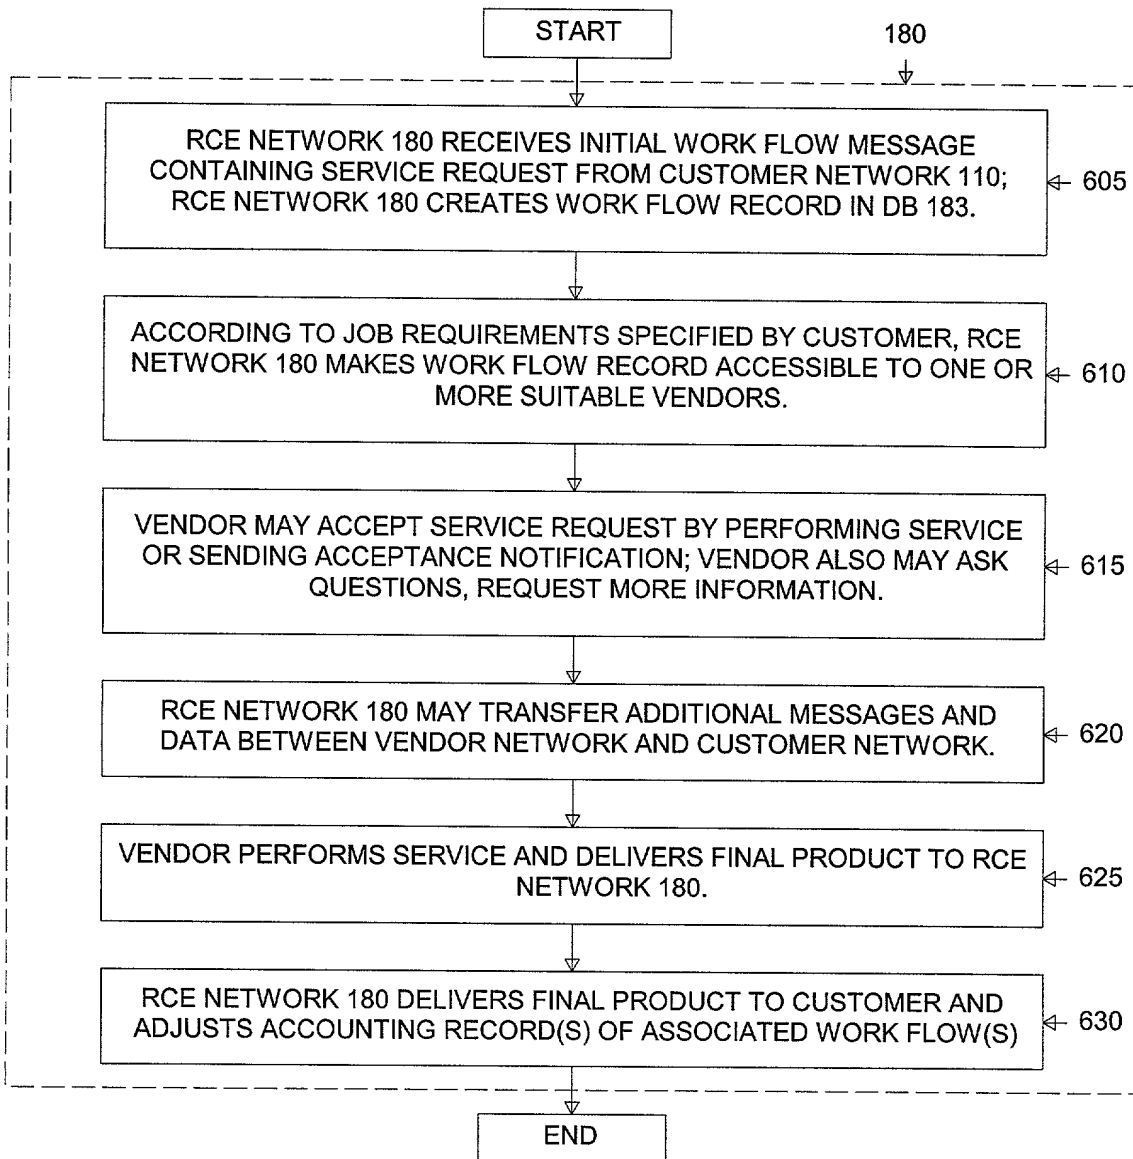 START
180
RCE NETWORK 180 RECEIVES INITIAL WORK FLOW MESSAGE
CONTAINING SERVICE REQUEST FROM CUSTOMER NETWORK 110;
RCE NETWORK 180 CREATES WORK FLOW RECORD IN DB 183.
605
ACCORDING TO JOB REQUIREMENTS SPECIFIED BY CUSTOMER, RCE
NETWORK 180 MAKES WORK FLOW RECORD ACCESSIBLE TO ONE OR
MORE SUITABLE VENDORS.
610
VENDOR MAY ACCEPT SERVICE REQUEST BY PERFORMING SERVICE
OR SENDING ACCEPTANCE NOTIFICATION; VENDOR ALSO MAY ASK
QUESTIONS, REQUEST MORE INFORMATION.
615
RCE NETWORK 180 MAY TRANSFER ADDITIONAL MESSAGES AND
DATA BETWEEN VENDOR NETWORK AND CUSTOMER NETWORK.
620
VENDOR PERFORMS SERVICE AND DELIVERS FINAL PRODUCT TO RCE
NETWORK 180.
625
RCE NETWORK 180 DELIVERS FINAL PRODUCT TO CUSTOMER AND
ADJUSTS ACCOUNTING RECORD(S) OF ASSOCIATED WORK FLOW(S)
630
END